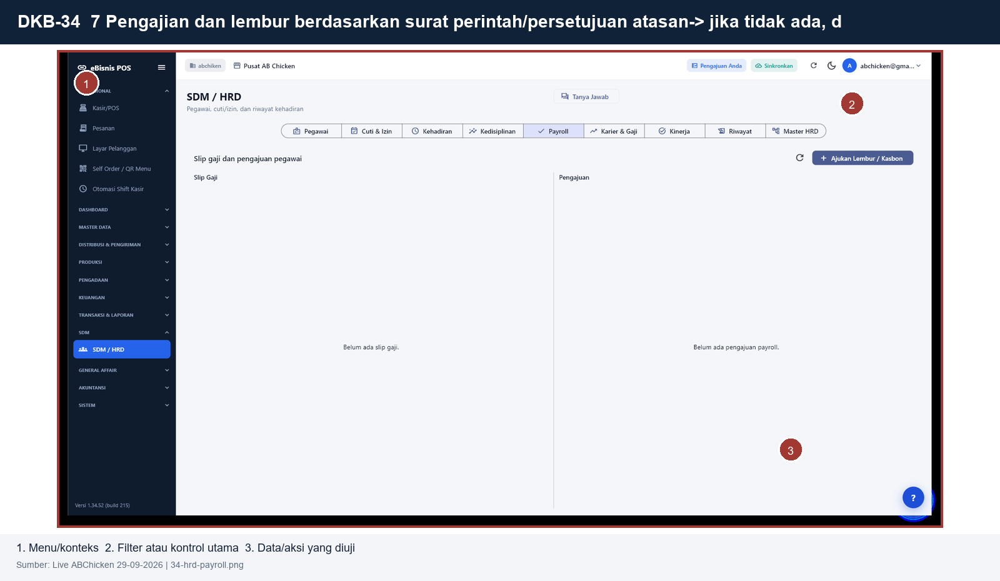 DKB-34 7 Pengajian dan lembur berdasarkan surat perintah/persetujuan atasan-> jika tidak ada, d
eBisnis POS
1
IONAL
Kasir/POS
Pesanan
Layar Pelanggan
Self Order / QR Menu
Otomasi Shift Kasir
DASHBOARD
MASTER DATA
DISTRIBUSI & PENGIRIMAN
PRODUKSI
PENGADAAN
KEUANGAN
TRANSAKSI & LAPORAN
SDM
SDM / HRD
GENERAL AFFAIR
AKUNTANSI
SISTEM
Versi 1.34.52 (build 215)
abchiken
Pusat AB Chicken
Pengajuan Anda
Sinkronkan
A
abchicken@gma...
SDM / HRD
Pegawai, cuti/izin, dan riwayat kehadiran
Tanya Jawab
2
Pegawai
Cuti & Izin
Kehadiran
Kedisiplinan
Payroll
Karier & Gaji
Kinerja
Riwayat
Master HRD
Slip gaji dan pengajuan pegawai
+ Ajukan Lembur / Kasbon
Slip Gaji
Pengajuan
Belum ada slip gaji.
Belum ada pengajuan payroll.
3
?
1. Menu/konteks 2. Filter atau kontrol utama 3. Data/aksi yang diuji
Sumber: Live ABChicken 29-09-2026 | 34-hrd-payroll.png